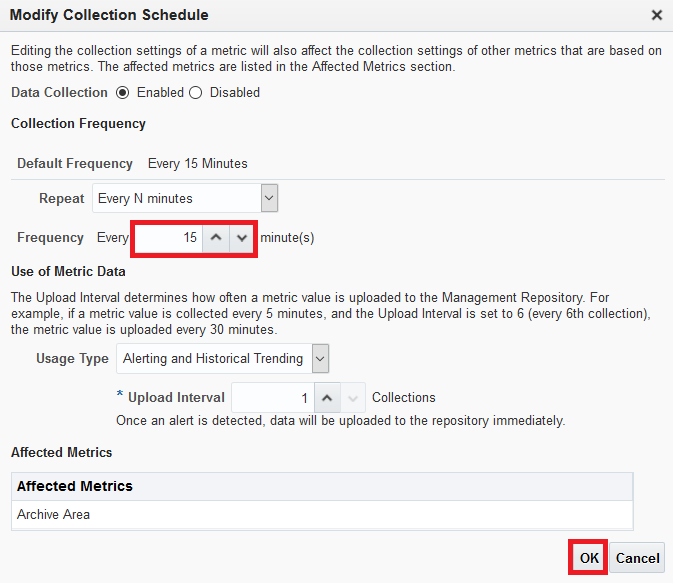 Modify Collection Schedule
Editing the collection settings of a metric will also affect the collection settings of other metrics that are based on
those metrics. The affected metrics are listed in the Affected Metrics section.
Data Collection Enabled Disabled
Collection Frequency
Default Frequency Every 15 Minutes
Repeat Every N minutes
Frequency Every 15 minute(s)
Use of Metric Data
The Upload Interval determines how often a metric value is uploaded to the Management Repository. For
example, if a metric value is collected every 5 minutes, and the Upload Interval is set to 6 (every 6th collection),
the metric value is uploaded every 30 minutes.
Usage Type Alerting and Historical Trending
* Upload Interval 1 Collections
Once an alert is detected, data will be uploaded to the repository immediately.
Affected Metrics
Affected Metrics
Archive Area
OK Cancel